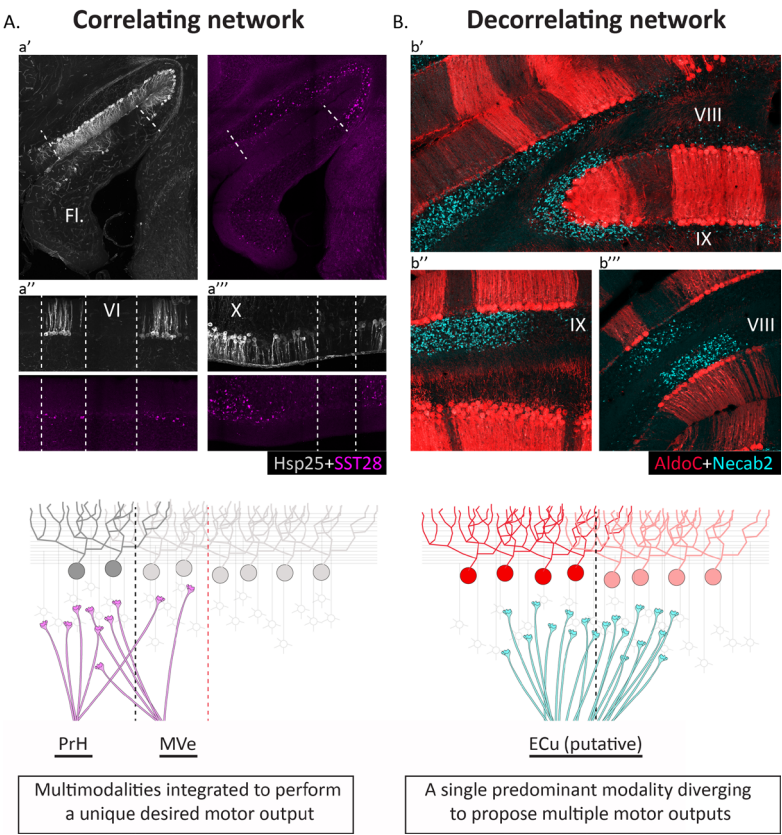 A.
Correlating network
B.
Decorrelating network
a’
Fl.
a’’
VI
a’’’
X
Hsp25+SST28
b’
VIII
IX
b’’
IX
b’’’
VIII
AldoC+Necab2
PrH
MVe
Multimodalities integrated to perform
a unique desired motor output
ECu (putative)
A single predominant modality diverging
to propose multiple motor outputs